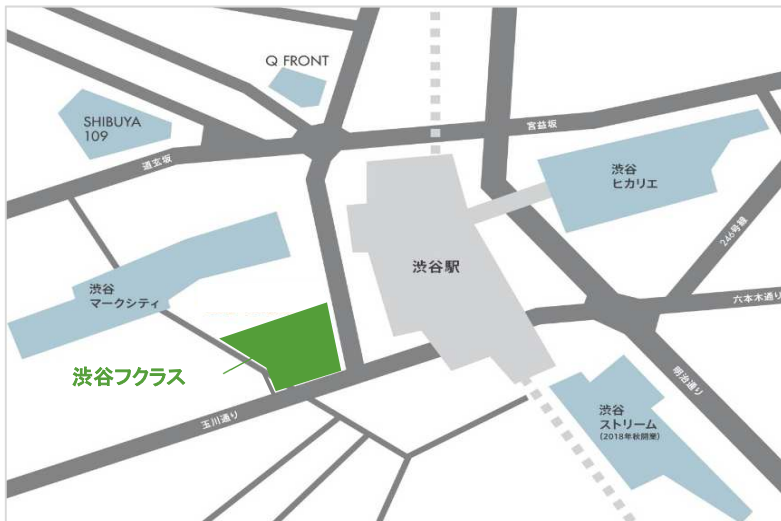 Q FRONT
SHIBUYA
109
道玄坂
宮益坂
渋谷
ヒカリエ
246号線
渋谷駅
渋谷
マークシティ
六本木通り
渋谷フクラス
明治通り
玉川通り
渋谷
ストリーム
(2018年秋開業)